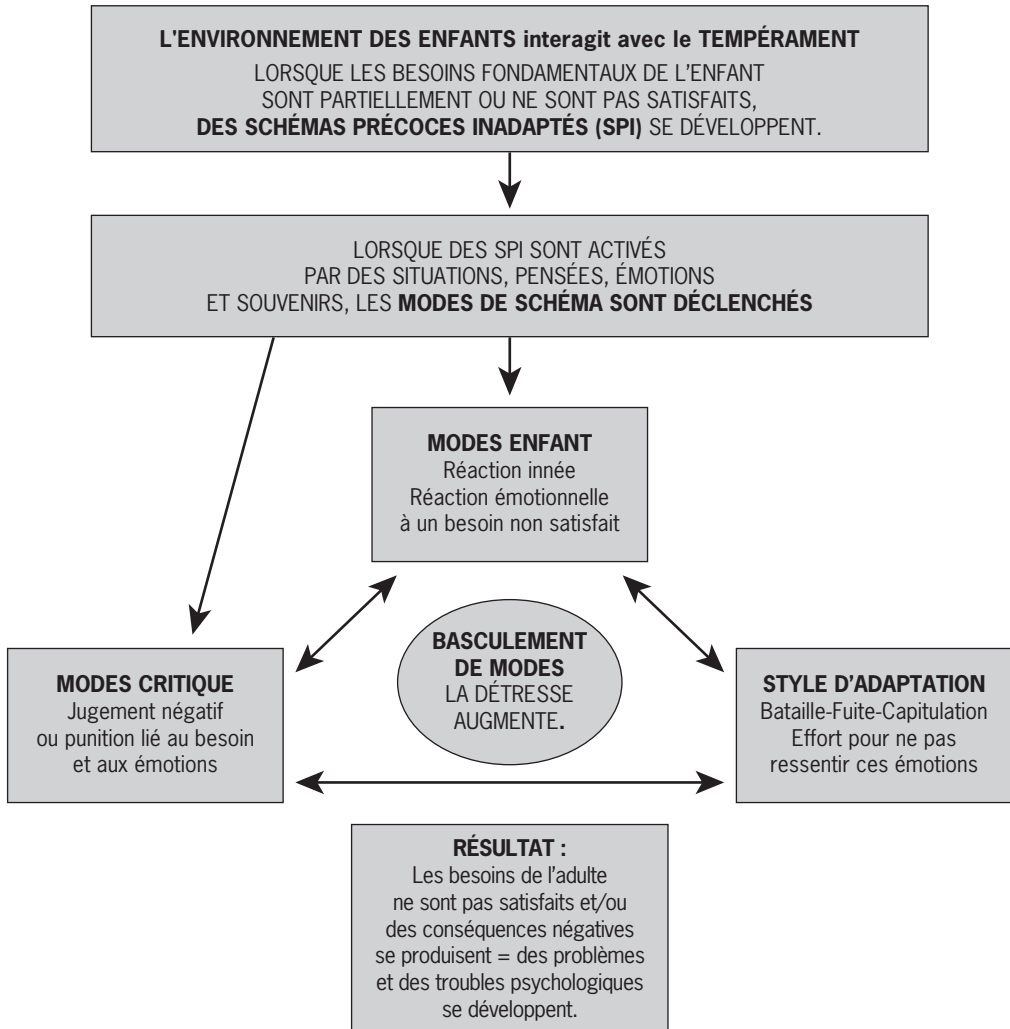 L'ENVIRONNEMENT DES ENFANTS interagit avec le TEMPÉRAMENT
LORSQUE LES BESOINS FONDAMENTAUX DE L'ENFANT
SONT PARTIELLEMENT OU NE SONT PAS SATISFAITS,
DES SCHÉMAS PRÉCOCES INADAPTÉS (SPI) SE DÉVELOPPENT.
LORSQUE DES SPI SONT ACTIVÉS
PAR DES SITUATIONS, PENSÉES, ÉMOTIONS
ET SOUVENIRS, LES MODES DE SCHÉMA SONT DÉCLENCHÉS
MODES ENFANT
Réaction innée
Réaction émotionnelle
à un besoin non satisfait
MODES CRITIQUE
Jugement négatif
ou punition lié au besoin
et aux émotions
BASCULEMENT
DE MODES
LA DÉTRESSE
AUGMENTE.
STYLE D'ADAPTATION
Bataille-Fuite-Capitulation
Effort pour ne pas
ressentir ces émotions
RÉSULTAT :
Les besoins de l'adulte
ne sont pas satisfaits et/ou
des conséquences négatives
se produisent = des problèmes
et des troubles psychologiques
se développent.